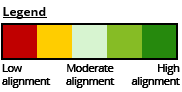 Legend
Low Moderate High
alignment alignment alignment